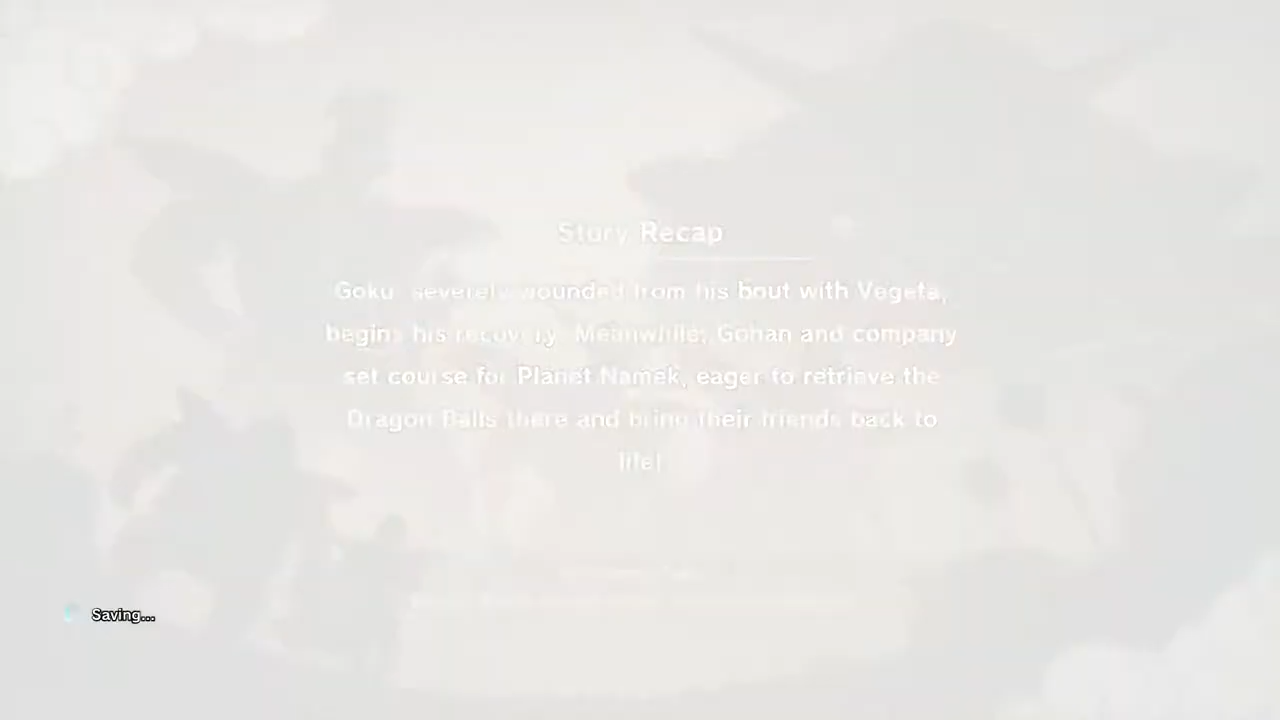 Story Recap
Goku, severely wounded from his bout with Vegeta,
begins his recovery. Meanwhile, Gohan and company
set course for Planet Namek, eager to retrieve the
Dragon Balls there and bring their friends back to
life!
Saving...